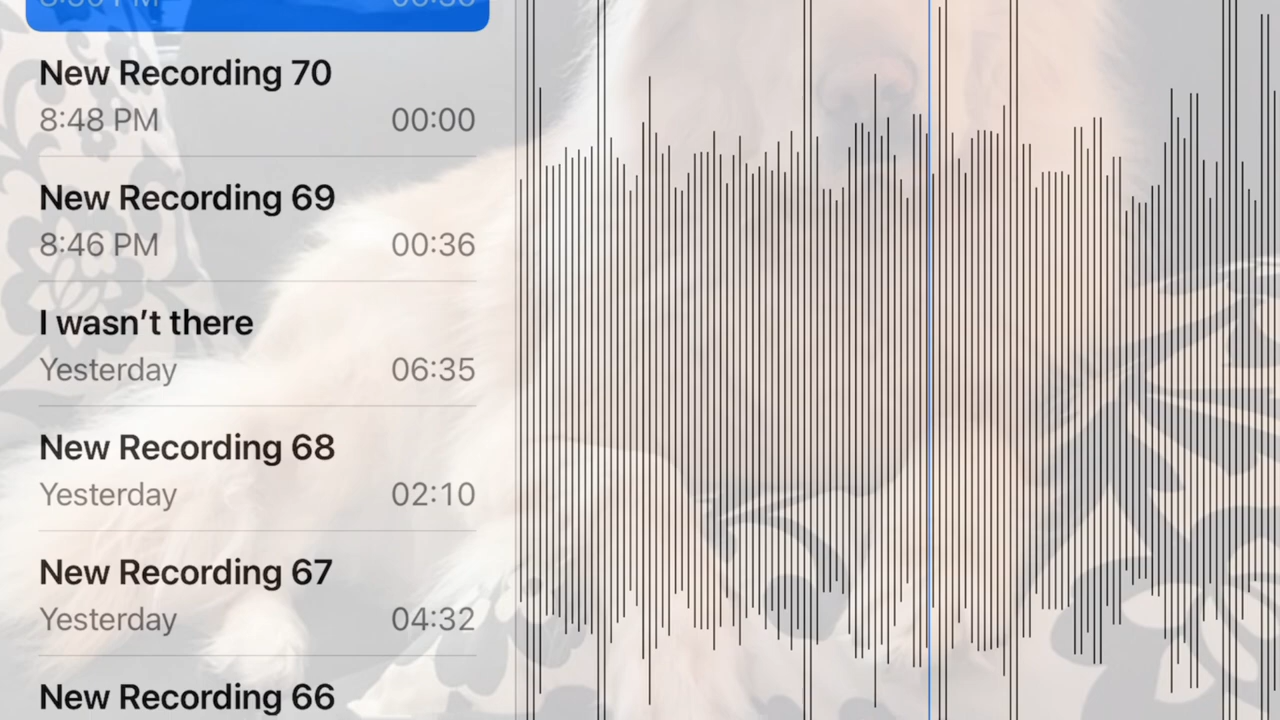 New Recording 70
8:48 PM 00:00
New Recording 69
8:46 PM 00:36
I wasn’t there
Yesterday 06:35
New Recording 68
Yesterday 02:10
New Recording 67
Yesterday 04:32
New Recording 66